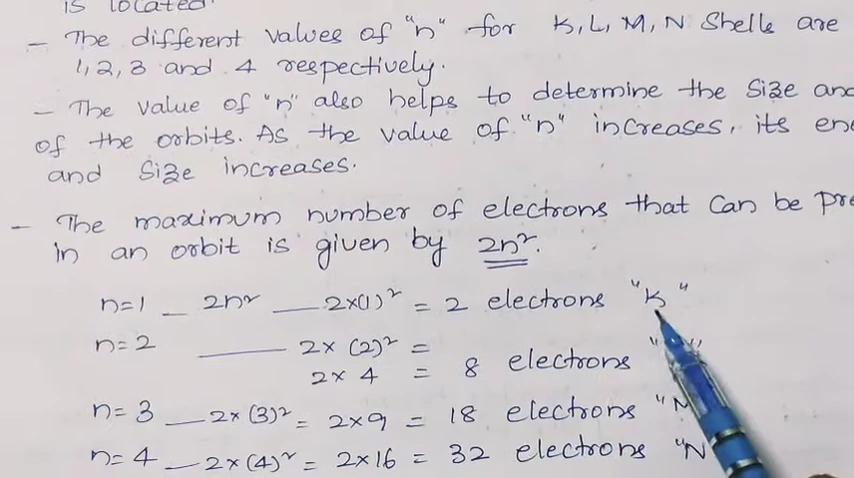 is located.
- The different values of "n" for K, L, M, N Shells are
1, 2, 3 and 4 respectively.
- The value of "n" also helps to determine the Size and
of the orbits. As the value of "n" increases, its
and Size increases.
- The maximum number of electrons that Can be
in an orbit is given by 2n².
n=1 - 2n² — 2×(1)² = 2 electrons "K"
n=2 — 2× (2)² =
2× 4 = 8 electrons "
n= 3 — 2× (3)² = 2×9 = 18 electrons "
n= 4 — 2× (4)² = 2×16 = 32 electrons "N